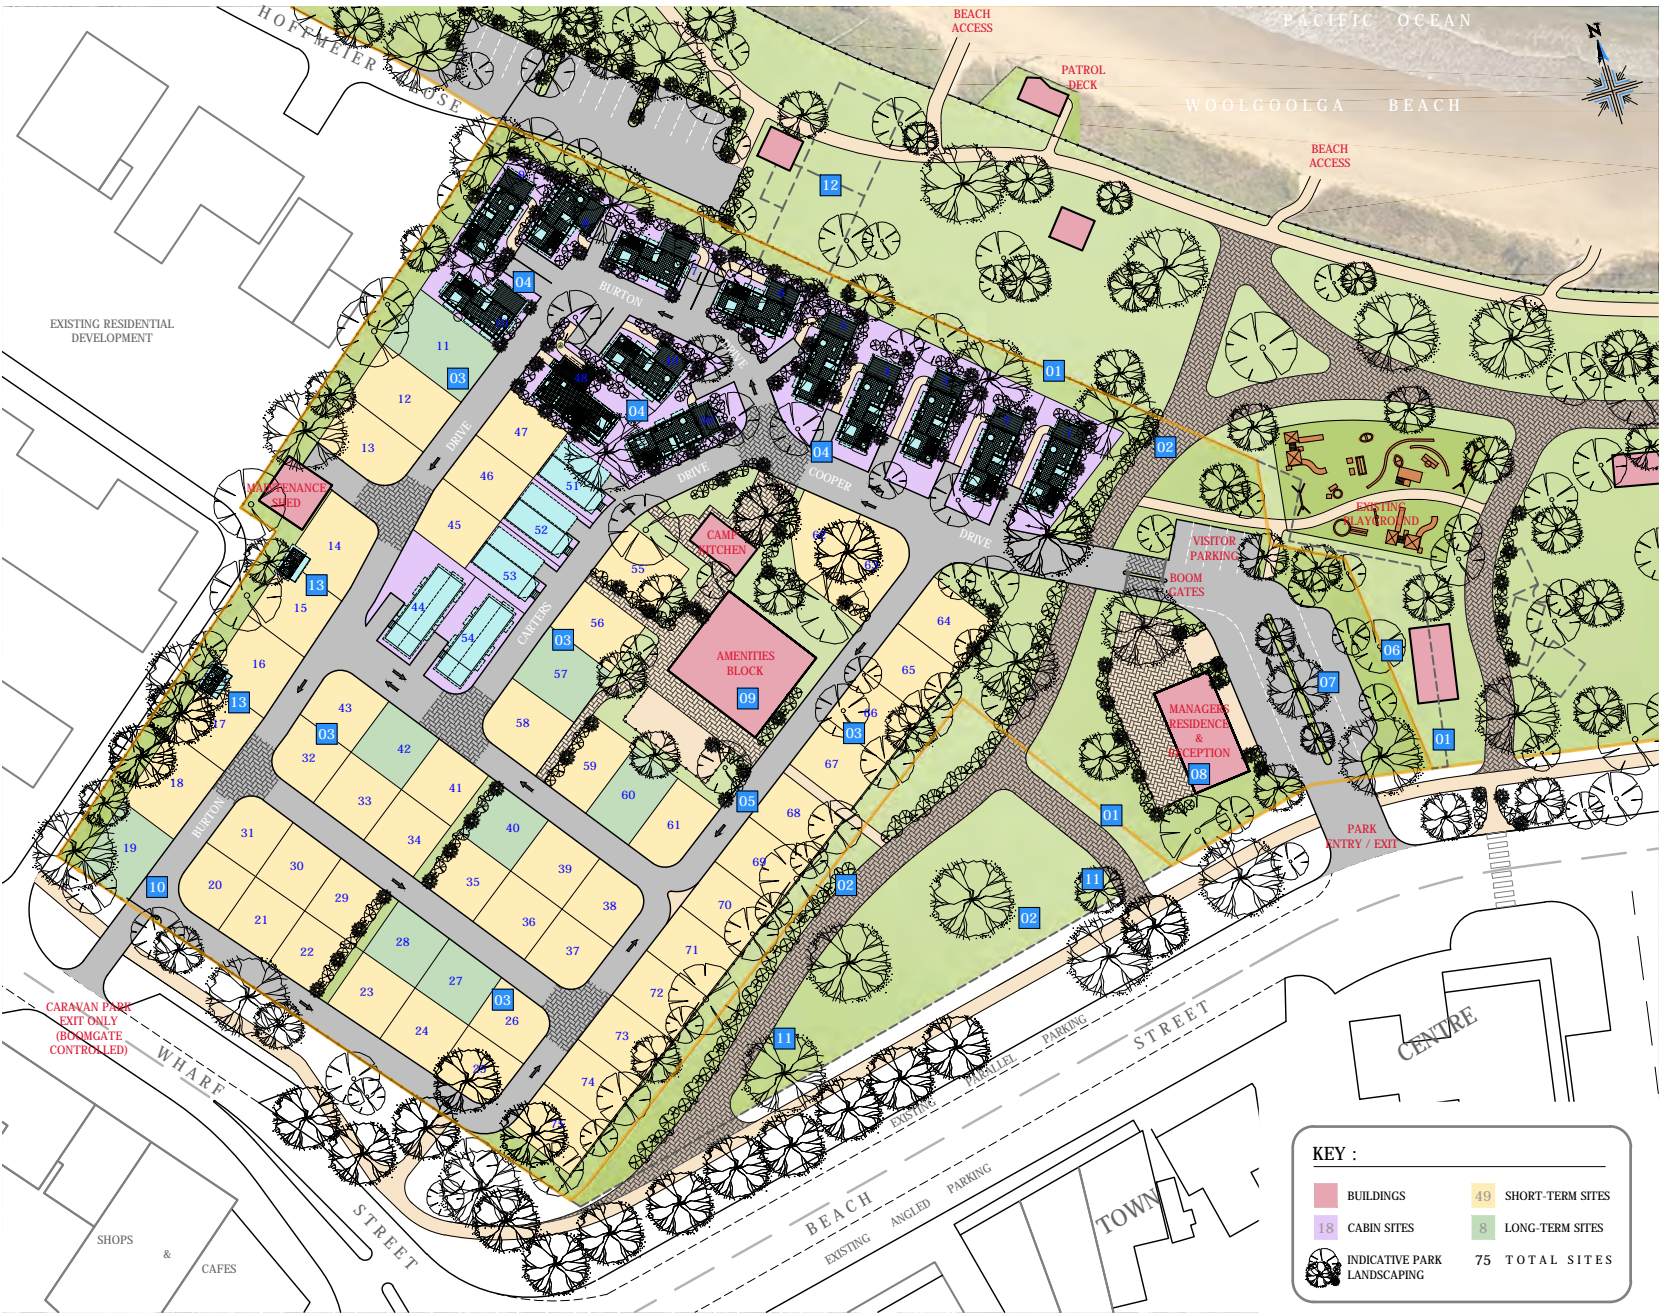 HOFFMEIER CLOSE
BEACH
ACCESS
PACIFIC OCEAN
N
PATROL
DECK
WOOLGOOLGA BEACH
BEACH
ACCESS
12
04
BURTON
DRIVE
EXISTING RESIDENTIAL
DEVELOPMENT
11
03
01
12
04
04
02
47
13
DRIVE
DRIVE
COOPER
DRIVE
46
51
MAINTENANCE
SHED
45
52
CAMP
KITCHEN
62
63
EXISTING
PLAYGROUND
VISITOR
PARKING
BOOM
GATES
14
13
53
55
15
44
54
CARTERS
56
03
64
16
57
AMENITIES
BLOCK
09
65
06
07
13
17
43
03
58
66
03
MANAGERS
RESIDENCE
&
RECEPTION
08
01
42
32
59
67
18
41
60
05
33
61
68
01
BURTON
31
34
40
PARK
ENTRY / EXIT
19
30
39
69
10
20
29
35
02
11
38
70
02
21
36
28
22
37
71
27
23
03
72
26
24
73
11
CARAVAN PARK
EXIT ONLY
(BOOMGATE
CONTROLLED)
25
74
75
WHARF
STREET
EXISTING PARALLEL PARKING
BEACH STREET
EXISTING ANGLED PARKING
TOWN
CENTRE
SHOPS
&
CAFES
KEY :
BUILDINGS
49 SHORT-TERM SITES
18 CABIN SITES
8 LONG-TERM SITES
INDICATIVE PARK
LANDSCAPING
75 TOTAL SITES